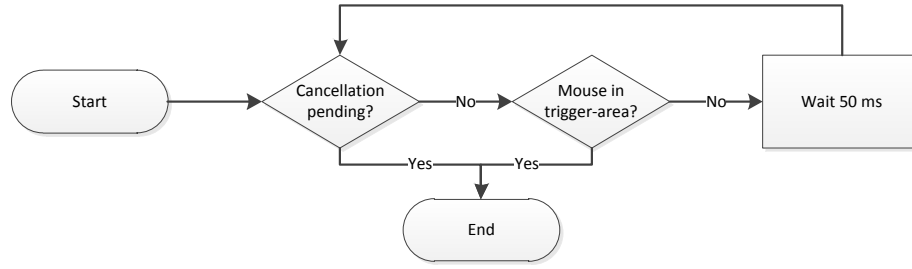 Start
Cancellation
pending?
No
Mouse in
trigger-area?
No
Wait 50 ms
Yes
Yes
End